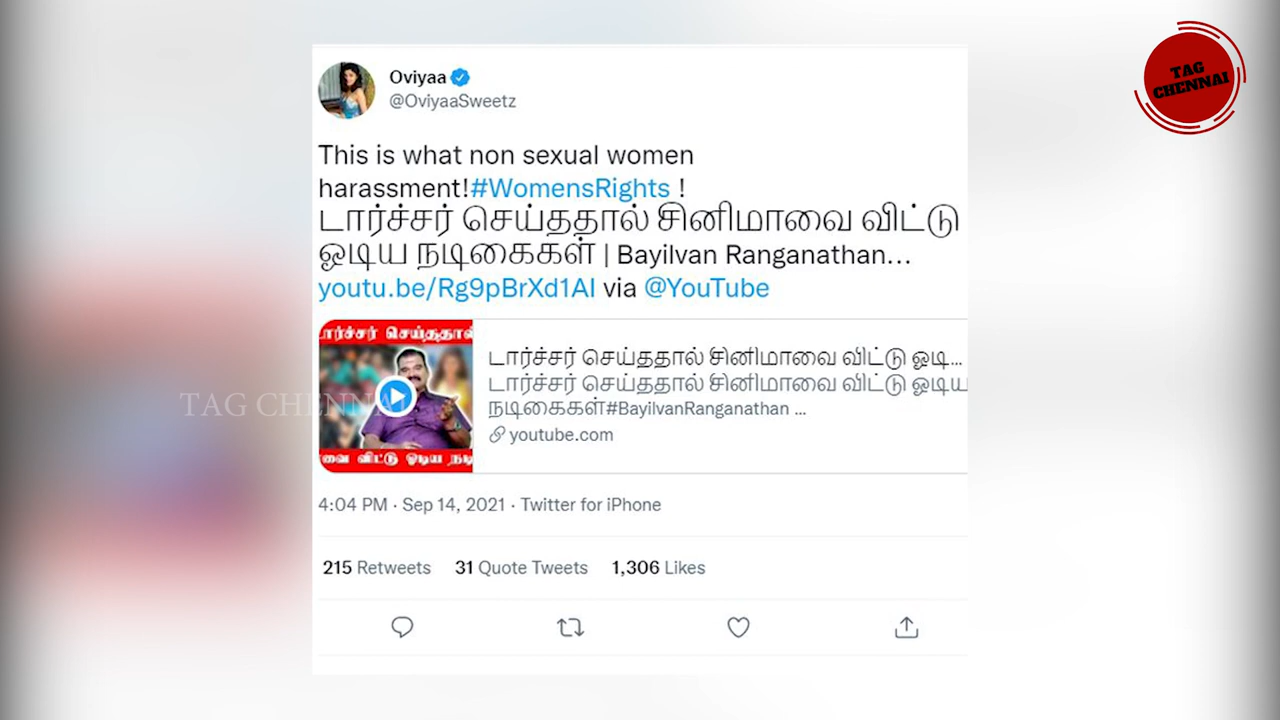 TAG
CHENNAI
Oviyaa
@OviyaaSweetz
This is what non sexual women
harassment!#WomensRights !
டார்ச்சர் செய்ததால் சினிமாவை விட்டு
ஓடிய நடிகைகள் | Bayilvan Ranganathan...
youtu.be/Rg9pBrXd1AI via @YouTube
டார்ச்சர் செய்ததால்
வை விட்டு ஓடிய நடி
டார்ச்சர் செய்ததால் சினிமாவை விட்டு ஓடி...
டார்ச்சர் செய்ததால் சினிமாவை விட்டு ஓடிய
நடிகைகள்#BayilvanRanganathan ...
youtube.com
TAG CHENNAI
4:04 PM · Sep 14, 2021 · Twitter for iPhone
215 Retweets 31 Quote Tweets 1,306 Likes